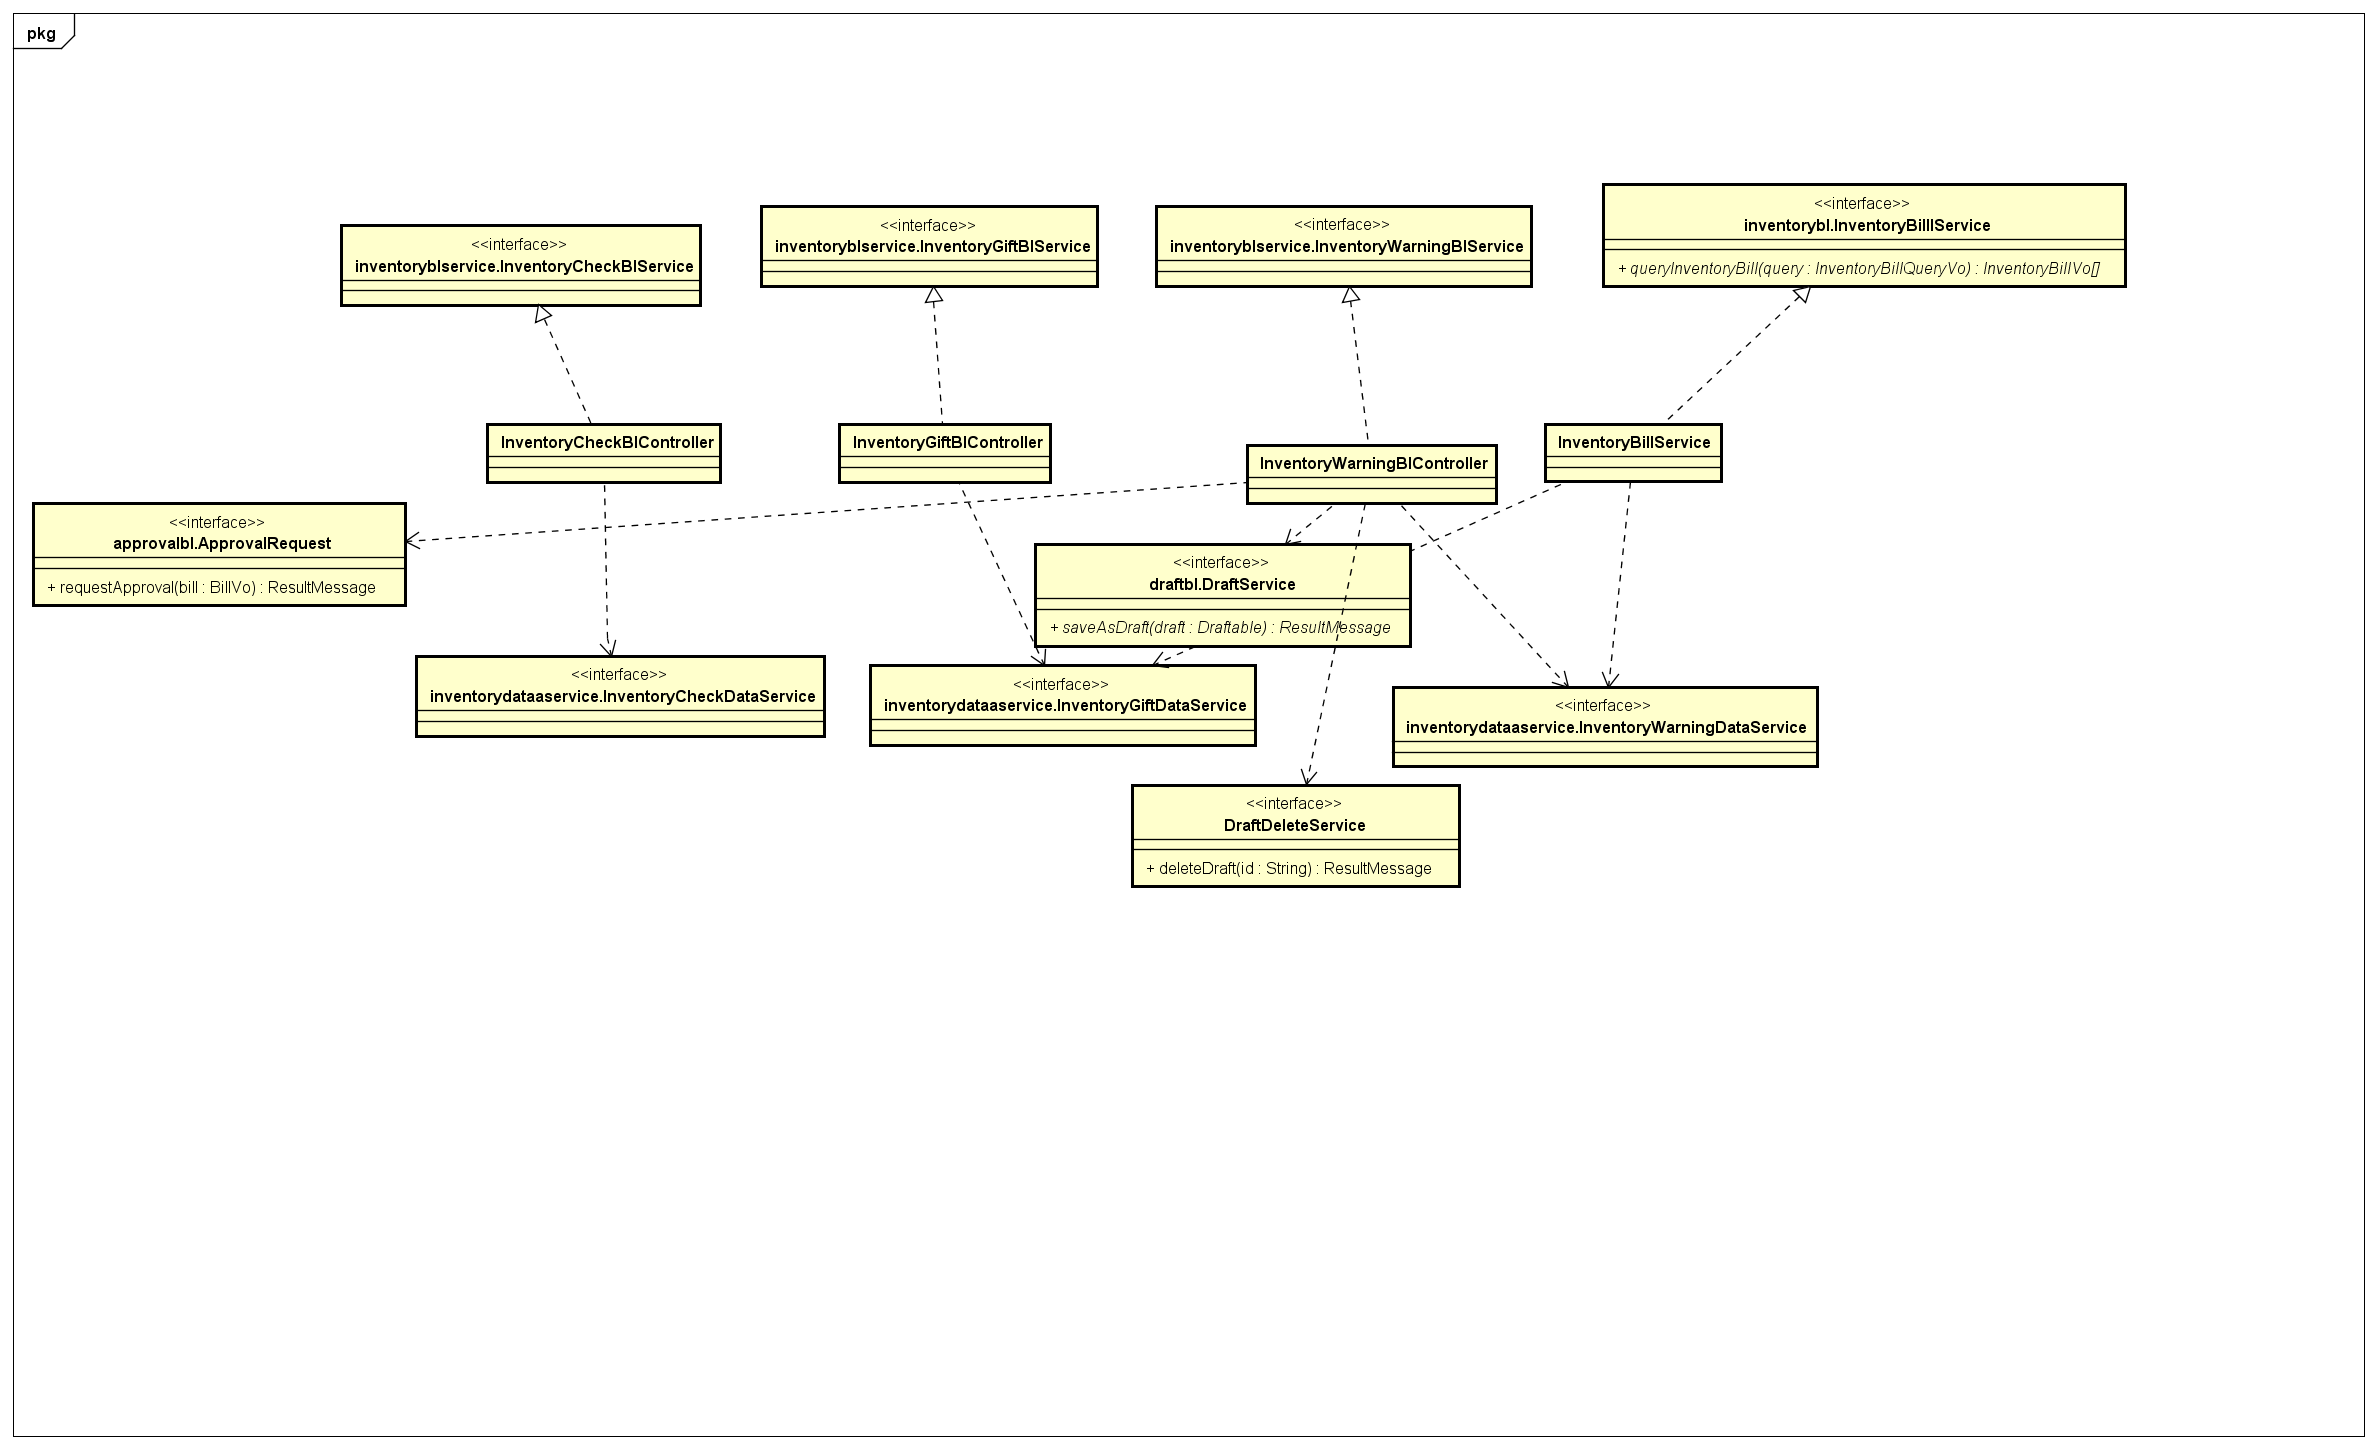 pkg
<<interface>>
inventoryblservice.InventoryCheckBlService
<<interface>>
inventoryblservice.InventoryGiftBlService
<<interface>>
inventoryblservice.InventoryWarningBlService
<<interface>>
inventorybl.InventoryBilllService
+ queryInventoryBill(query : InventoryBillQueryVo) : InventoryBillVo[]
InventoryCheckBlController
InventoryGiftBlController
InventoryWarningBlController
InventoryBillService
<<interface>>
approvalbl.ApprovalRequest
+ requestApproval(bill : BillVo) : ResultMessage
<<interface>>
draftbl.DraftService
+ saveAsDraft(draft : Draftable) : ResultMessage
<<interface>>
inventorydataaservice.InventoryCheckDataService
<<interface>>
inventorydataaservice.InventoryGiftDataService
<<interface>>
inventorydataaservice.InventoryWarningDataService
<<interface>>
DraftDeleteService
+ deleteDraft(id : String) : ResultMessage